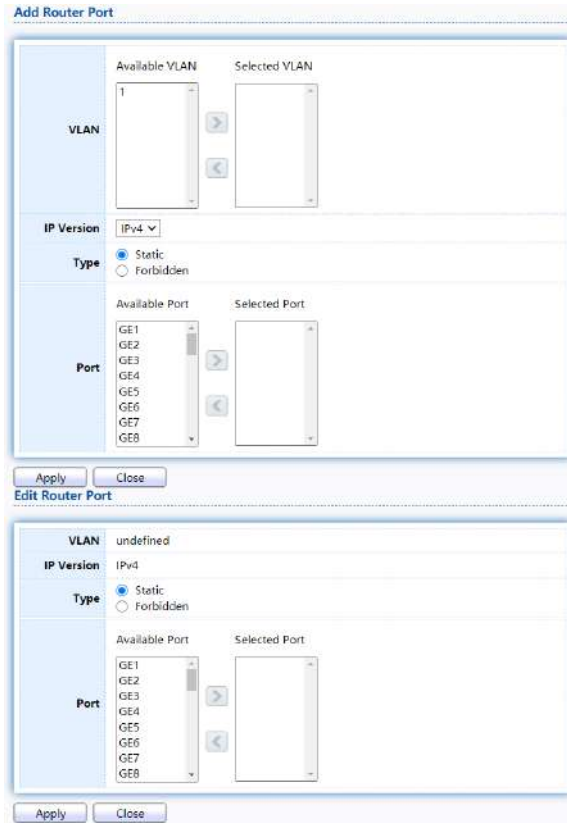 Add Router Port
Available VLAN Selected VLAN
1
VLAN
IP Version IPv4
Type Static
Forbidden
Available Port Selected Port
GE1
GE2
GE3
GE4
Port
GE5
GE6
GE7
GE8
Apply Close
Edit Router Port
VLAN undefined
IP Version IPv4
Type Static
Forbidden
Available Port Selected Port
GE1
GE2
GE3
GE4
Port
GE5
GE6
GE7
GE8
Apply Close